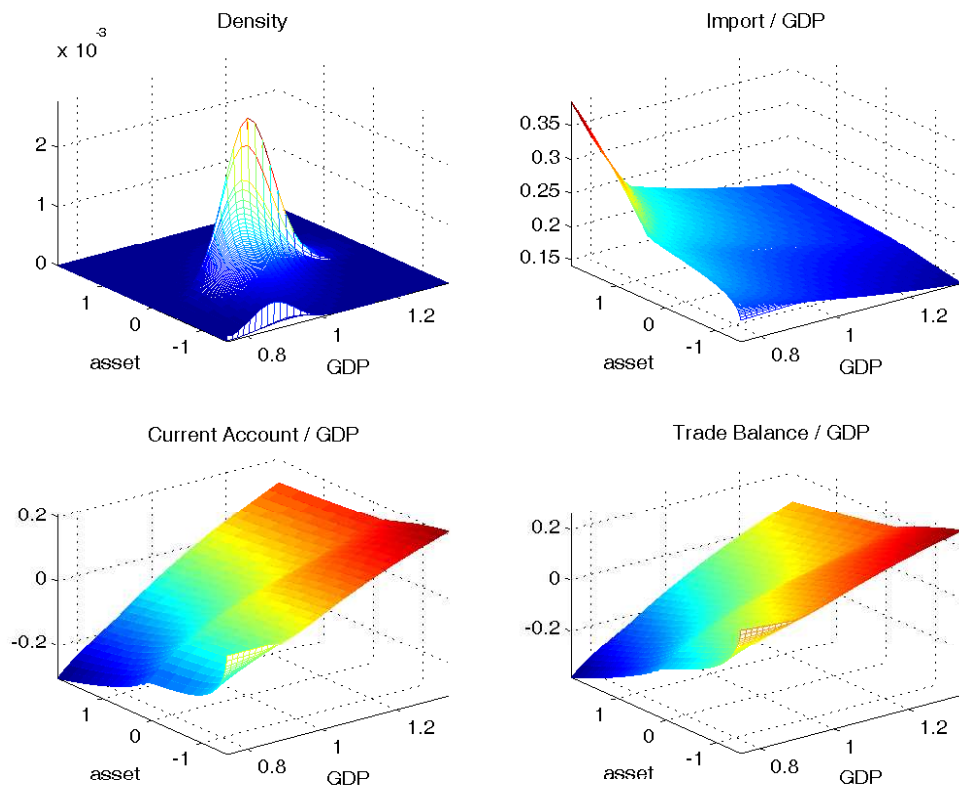 Density
x 10-3
2
1
0
1
0
-1
asset
0.8
1
1.2
GDP
Import / GDP
0.35
0.3
0.25
0.2
0.15
1
0
-1
asset
0.8
1
1.2
GDP
Current Account / GDP
0.2
0
-0.2
1
0
-1
asset
0.8
1
1.2
GDP
Trade Balance / GDP
0.2
0
-0.2
1
0
-1
asset
0.8
1
1.2
GDP